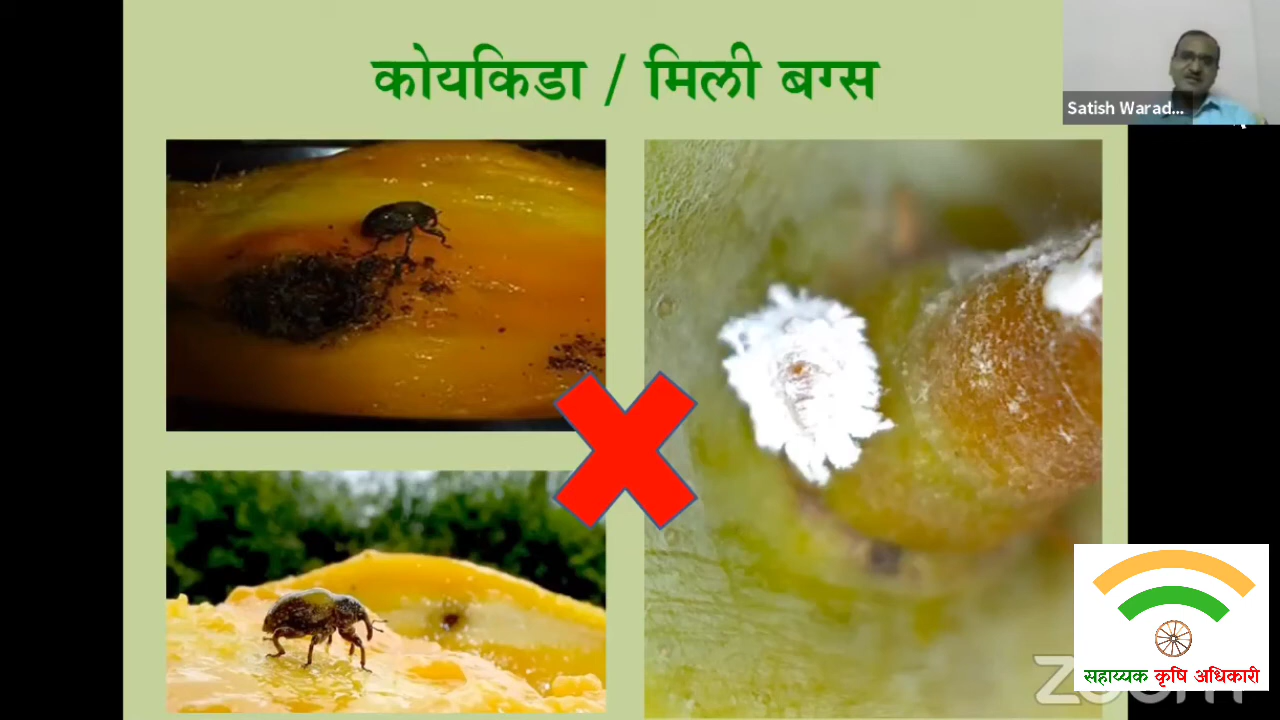 कोयकिडा / मिली बग्स
Satish Warad...
zoom
सहाय्यक कृषि अधिकारी